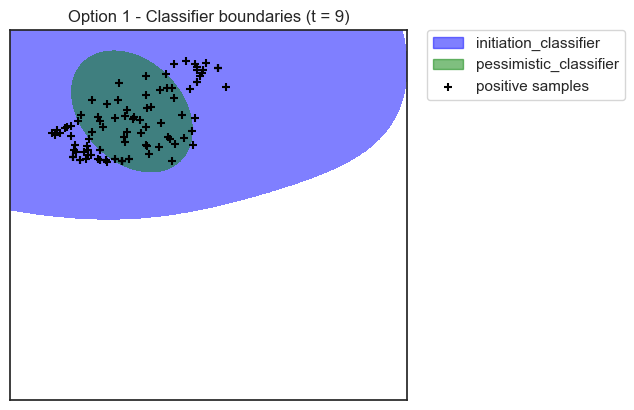 Option 1 - Classifier boundaries (t = 9)
initiation_classifier
pessimistic_classifier
positive samples